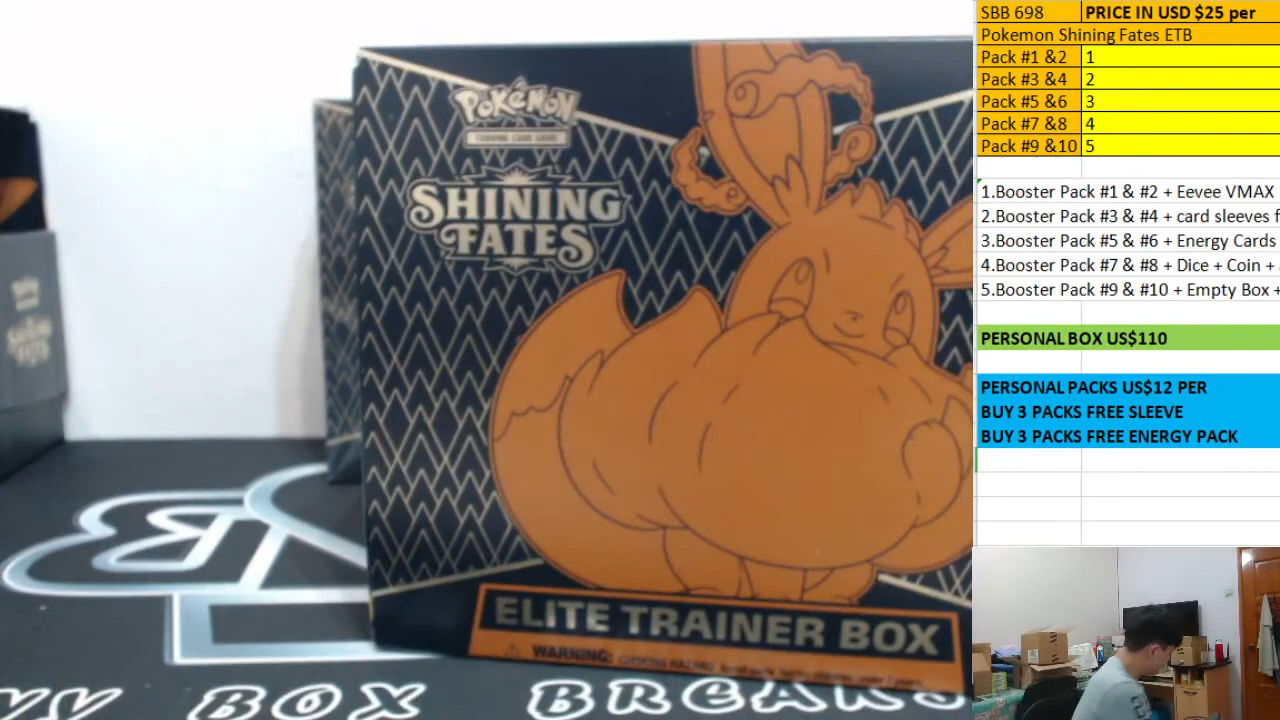 POKéMON
TRADING CARD GAME
SHINING
FATES
ELITE TRAINER BOX
WARNING: CHOKING HAZARD.
SHINING
FATES
BOX BREAKS
SBB 698 PRICE IN USD $25 per
Pokemon Shining Fates ETB
Pack #1 &2 1
Pack #3 &4 2
Pack #5 &6 3
Pack #7 &8 4
Pack #9 &10 5
1.Booster Pack #1 & #2 + Eevee VMAX
2.Booster Pack #3 & #4 + card sleeves f
3.Booster Pack #5 & #6 + Energy Cards
4.Booster Pack #7 & #8 + Dice + Coin +
5.Booster Pack #9 & #10 + Empty Box +
PERSONAL BOX US$110
PERSONAL PACKS US$12 PER
BUY 3 PACKS FREE SLEEVE
BUY 3 PACKS FREE ENERGY PACK